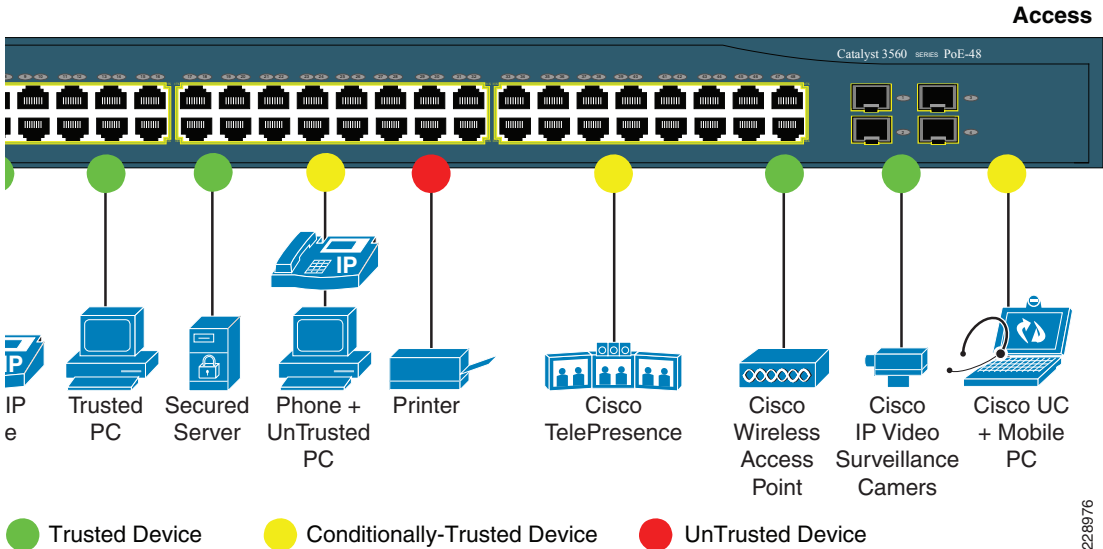 Access
Catalyst 3560 SERIES PoE-48
IP
IP
IP
e
Trusted
PC
Secured
Server
Phone +
UnTrusted
PC
Printer
Cisco
TelePresence
Cisco
Wireless
Access
Point
Cisco
IP Video
Surveillance
Camers
Cisco UC
+ Mobile
PC
Trusted Device
Conditionally-Trusted Device
UnTrusted Device
228976